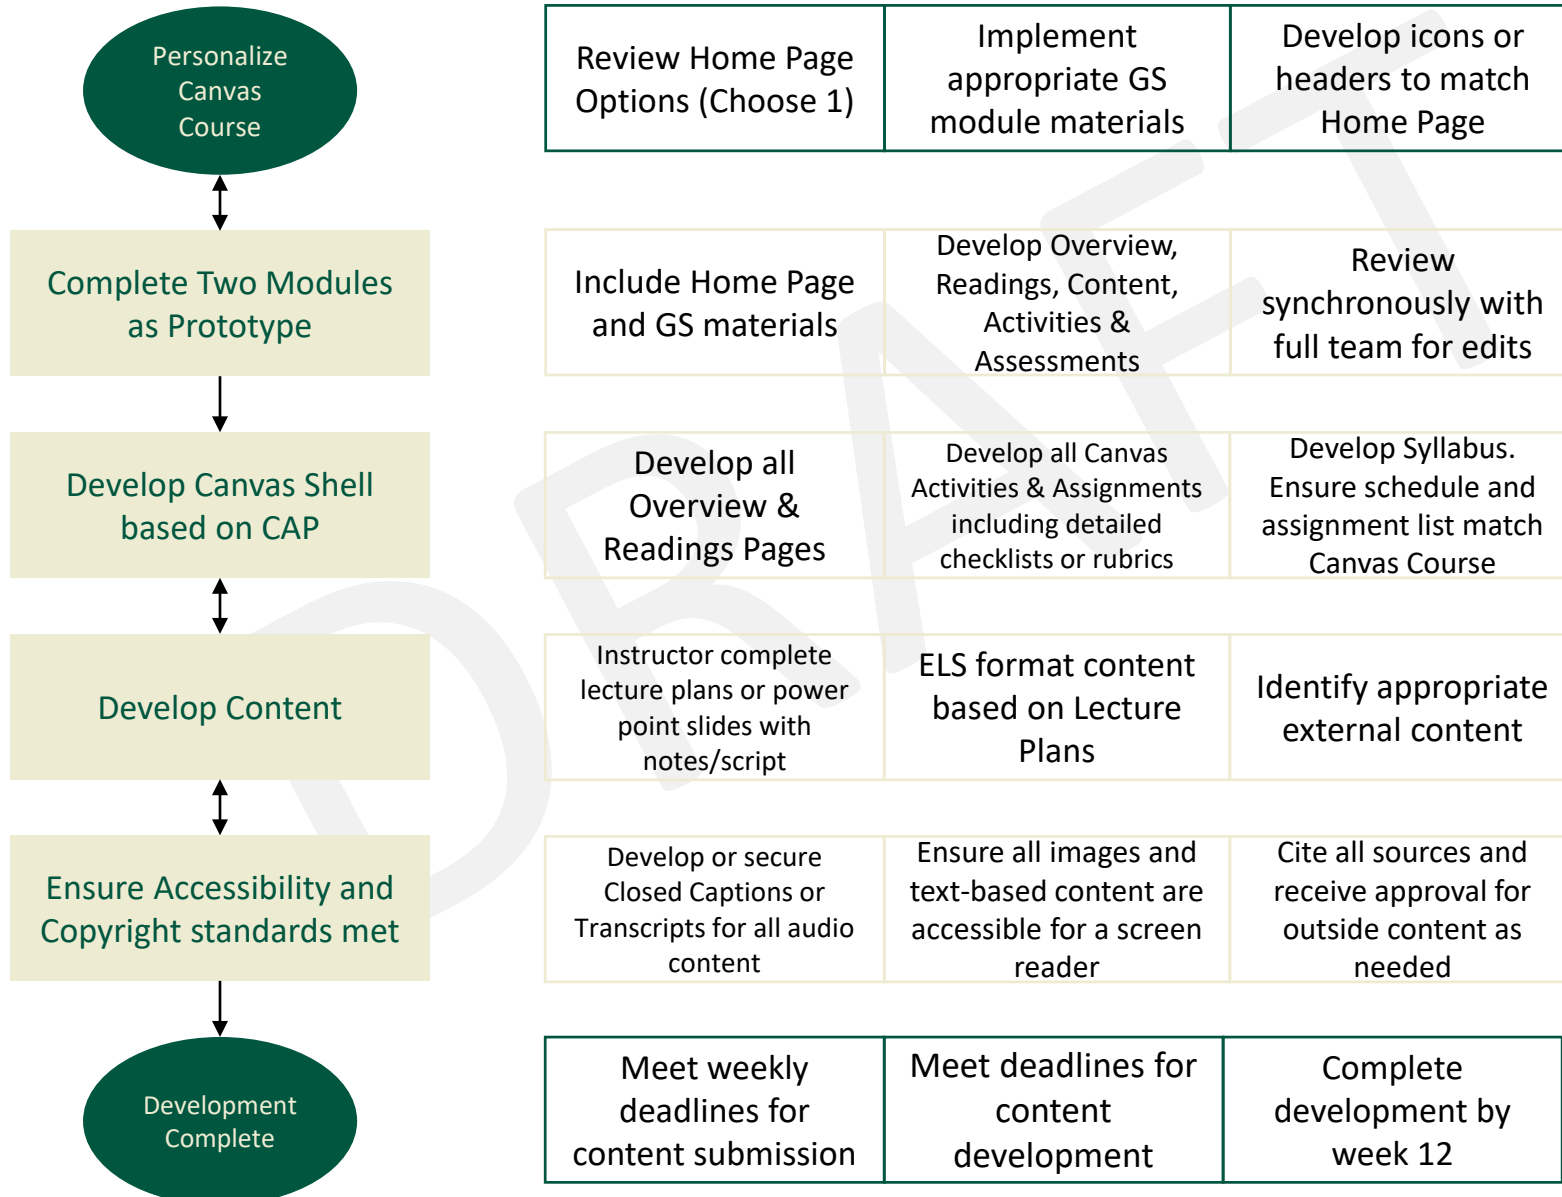 Personalize
Canvas
Course
Review Home Page
Options (Choose 1)
Implement
appropriate GS
module materials
Develop icons or
headers to match
Home Page
Complete Two Modules
as Prototype
Include Home Page
and GS materials
Develop Overview,
Readings, Content,
Activities &
Assessments
Review
synchronously with
full team for edits
Develop Canvas Shell
based on CAP
Develop all
Overview &
Readings Pages
Develop all Canvas
Activities & Assignments
including detailed
checklists or rubrics
Develop Syllabus.
Ensure schedule and
assignment list match
Canvas Course
Develop Content
Instructor complete
lecture plans or power
point slides with
notes/script
ELS format content
based on Lecture
Plans
Identify appropriate
external content
Ensure Accessibility and
Copyright standards met
Develop or secure
Closed Captions or
Transcripts for all audio
content
Ensure all images and
text-based content are
accessible for a screen
reader
Cite all sources and
receive approval for
outside content as
needed
Development
Complete
Meet weekly
deadlines for
content submission
Meet deadlines for
content
development
Complete
development by
week 12
DRAFT